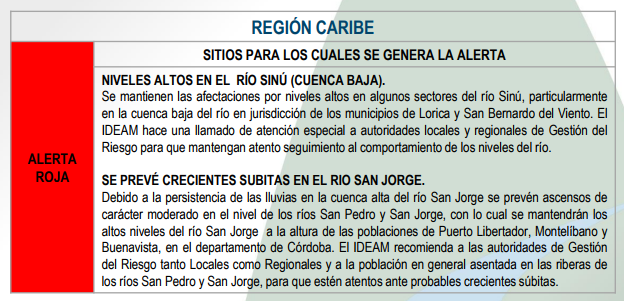 REGIÓN CARIBE
SITIOS PARA LOS CUALES SE GENERA LA ALERTA
ALERTA
ROJA
NIVELES ALTOS EN EL RÍO SINÚ (CUENCA BAJA).
Se mantienen las afectaciones por niveles altos en algunos sectores del río Sinú, particularmente
en la cuenca baja del río en jurisdicción de los municipios de Lorica y San Bernardo del Viento. El
IDEAM hace una llamado de atención especial a autoridades locales y regionales de Gestión del
Riesgo para que mantengan atento seguimiento al comportamiento de los niveles del río.
SE PREVÉ CRECIENTES SUBITAS EN EL RIO SAN JORGE.
Debido a la persistencia de las lluvias en la cuenca alta del río San Jorge se prevén ascensos de
carácter moderado en el nivel de los ríos San Pedro y San Jorge, con lo cual se mantendrán los
altos niveles del río San Jorge a la altura de las poblaciones de Puerto Libertador, Montelíbano y
Buenavista, en el departamento de Córdoba. El IDEAM recomienda a las autoridades de Gestión
del Riesgo tanto Locales como Regionales y a la población en general asentada en las riberas de
los ríos San Pedro y San Jorge, para que estén atentos ante probables crecientes súbitas.